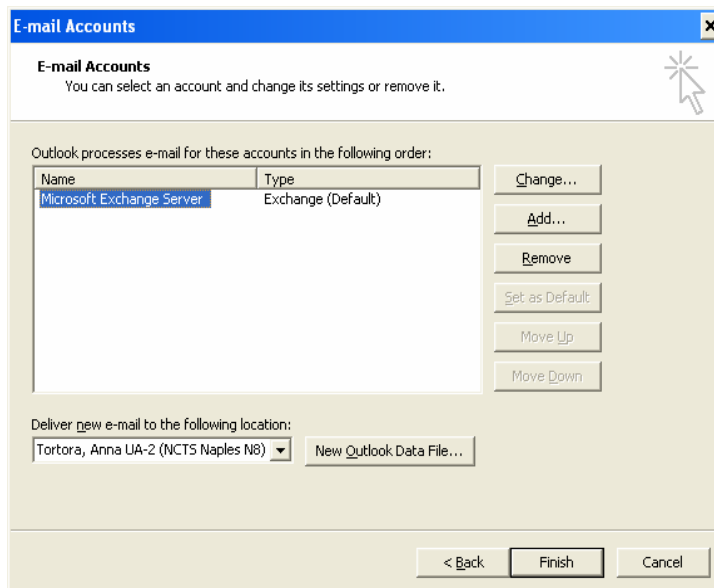 E-mail Accounts
E-mail Accounts
You can select an account and change its settings or remove it.
Outlook processes e-mail for these accounts in the following order:
Name Type
Microsoft Exchange Server Exchange (Default)
Change...
Add...
Remove
Set as Default
Move Up
Move Down
Deliver new e-mail to the following location:
Tortora, Anna UA-2 (NCTS Naples N8) New Outlook Data File...
< Back Finish Cancel